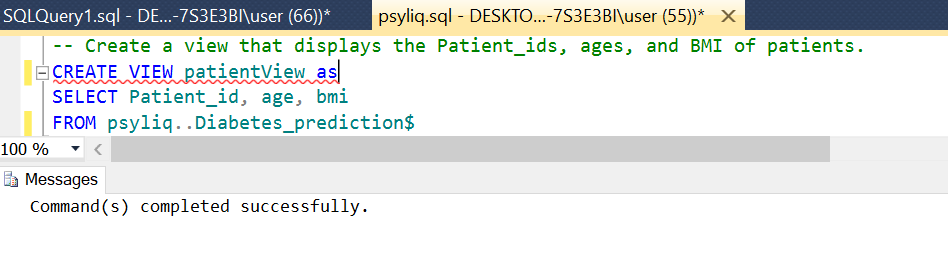 SQLQuery1.sql - DE...-7S3E3BI\user (66))*
psyliq.sql - DESKTO...-7S3E3BI\user (55))*
-- Create a view that displays the Patient_ids, ages, and BMI of patients.
CREATE VIEW patientView as
SELECT Patient_id, age, bmi
FROM psyliq..Diabetes_prediction$
100 %
Messages
Command(s) completed successfully.